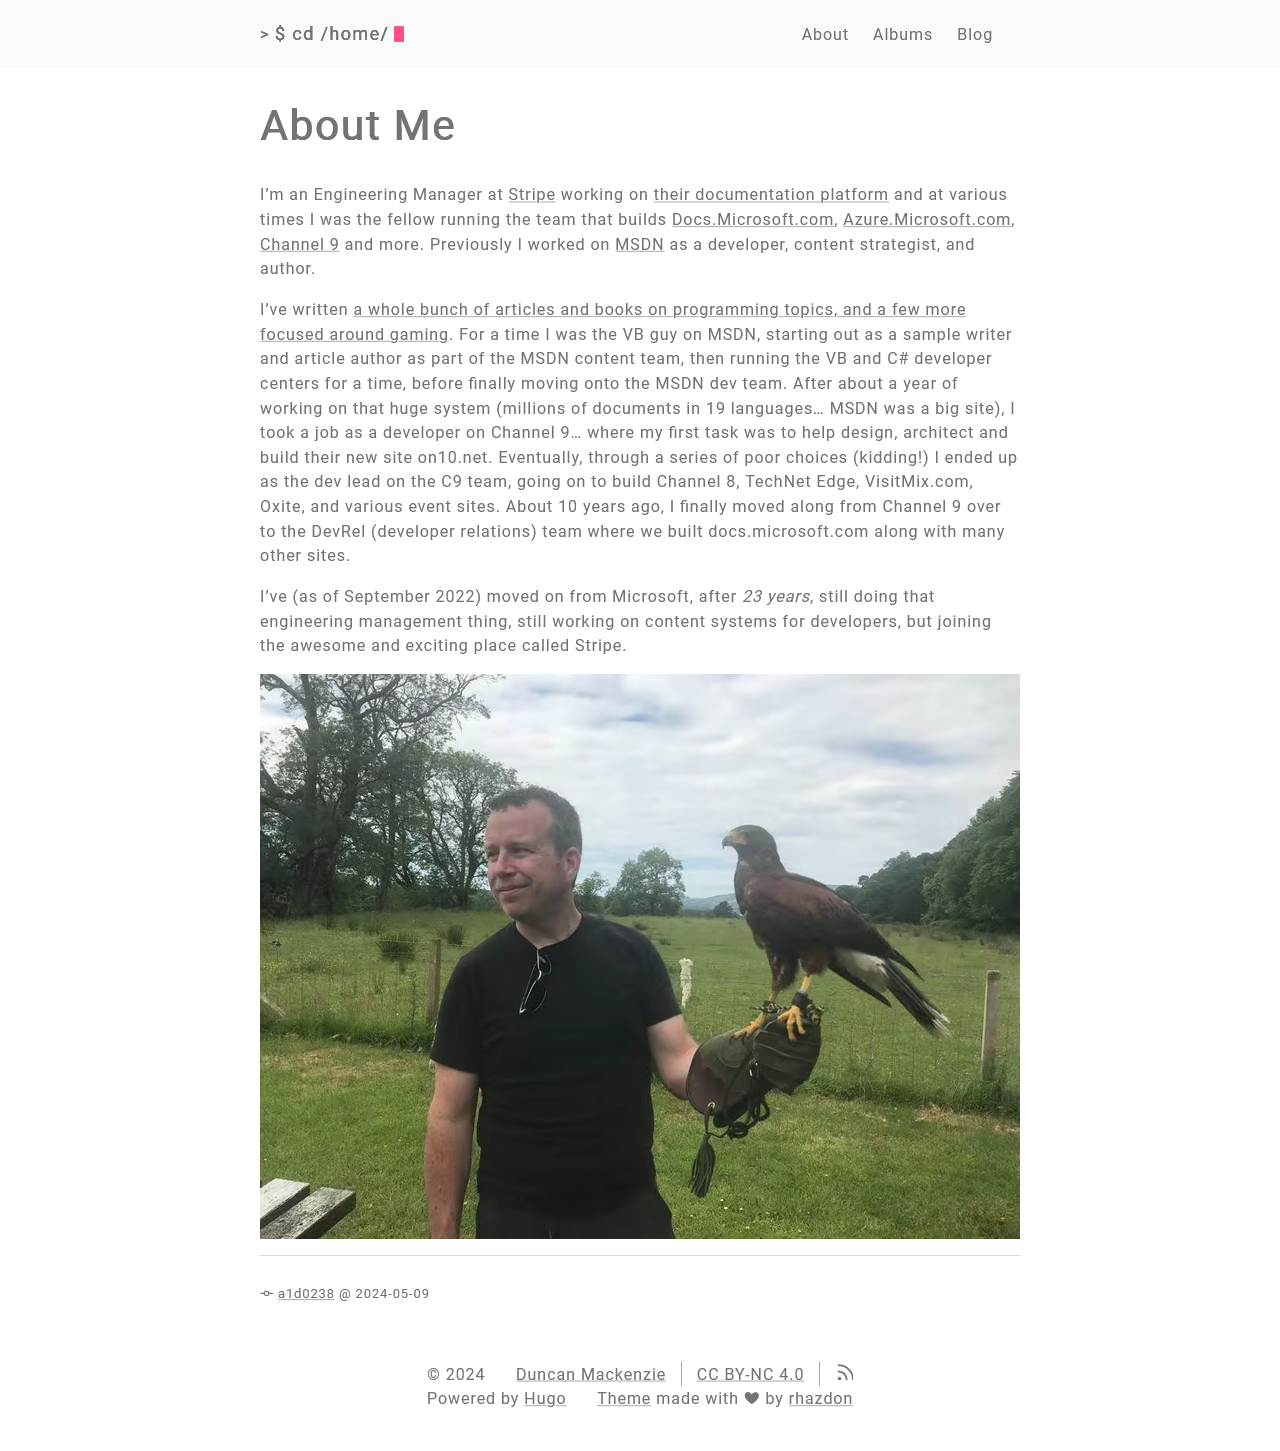 > $ cd /home/
About Albums Blog
About Me
I’m an Engineering Manager at Stripe working on their documentation platform and at various
times I was the fellow running the team that builds Docs.Microsoft.com, Azure.Microsoft.com,
Channel 9 and more. Previously I worked on MSDN as a developer, content strategist, and
author.
I’ve written a whole bunch of articles and books on programming topics, and a few more
focused around gaming. For a time I was the VB guy on MSDN, starting out as a sample writer
and article author as part of the MSDN content team, then running the VB and C# developer
centers for a time, before finally moving onto the MSDN dev team. After about a year of
working on that huge system (millions of documents in 19 languages… MSDN was a big site), I
took a job as a developer on Channel 9… where my first task was to help design, architect and
build their new site on10.net. Eventually, through a series of poor choices (kidding!) I ended up
as the dev lead on the C9 team, going on to build Channel 8, TechNet Edge, VisitMix.com,
Oxite, and various event sites. About 10 years ago, I finally moved along from Channel 9 over
to the DevRel (developer relations) team where we built docs.microsoft.com along with many
other sites.
I’ve (as of September 2022) moved on from Microsoft, after 23 years, still doing that
engineering management thing, still working on content systems for developers, but joining
the awesome and exciting place called Stripe.
a1d0238 @ 2024-05-09
© 2024 Duncan Mackenzie CC BY-NC 4.0
Powered by Hugo Theme made with ❤ by rhazdon